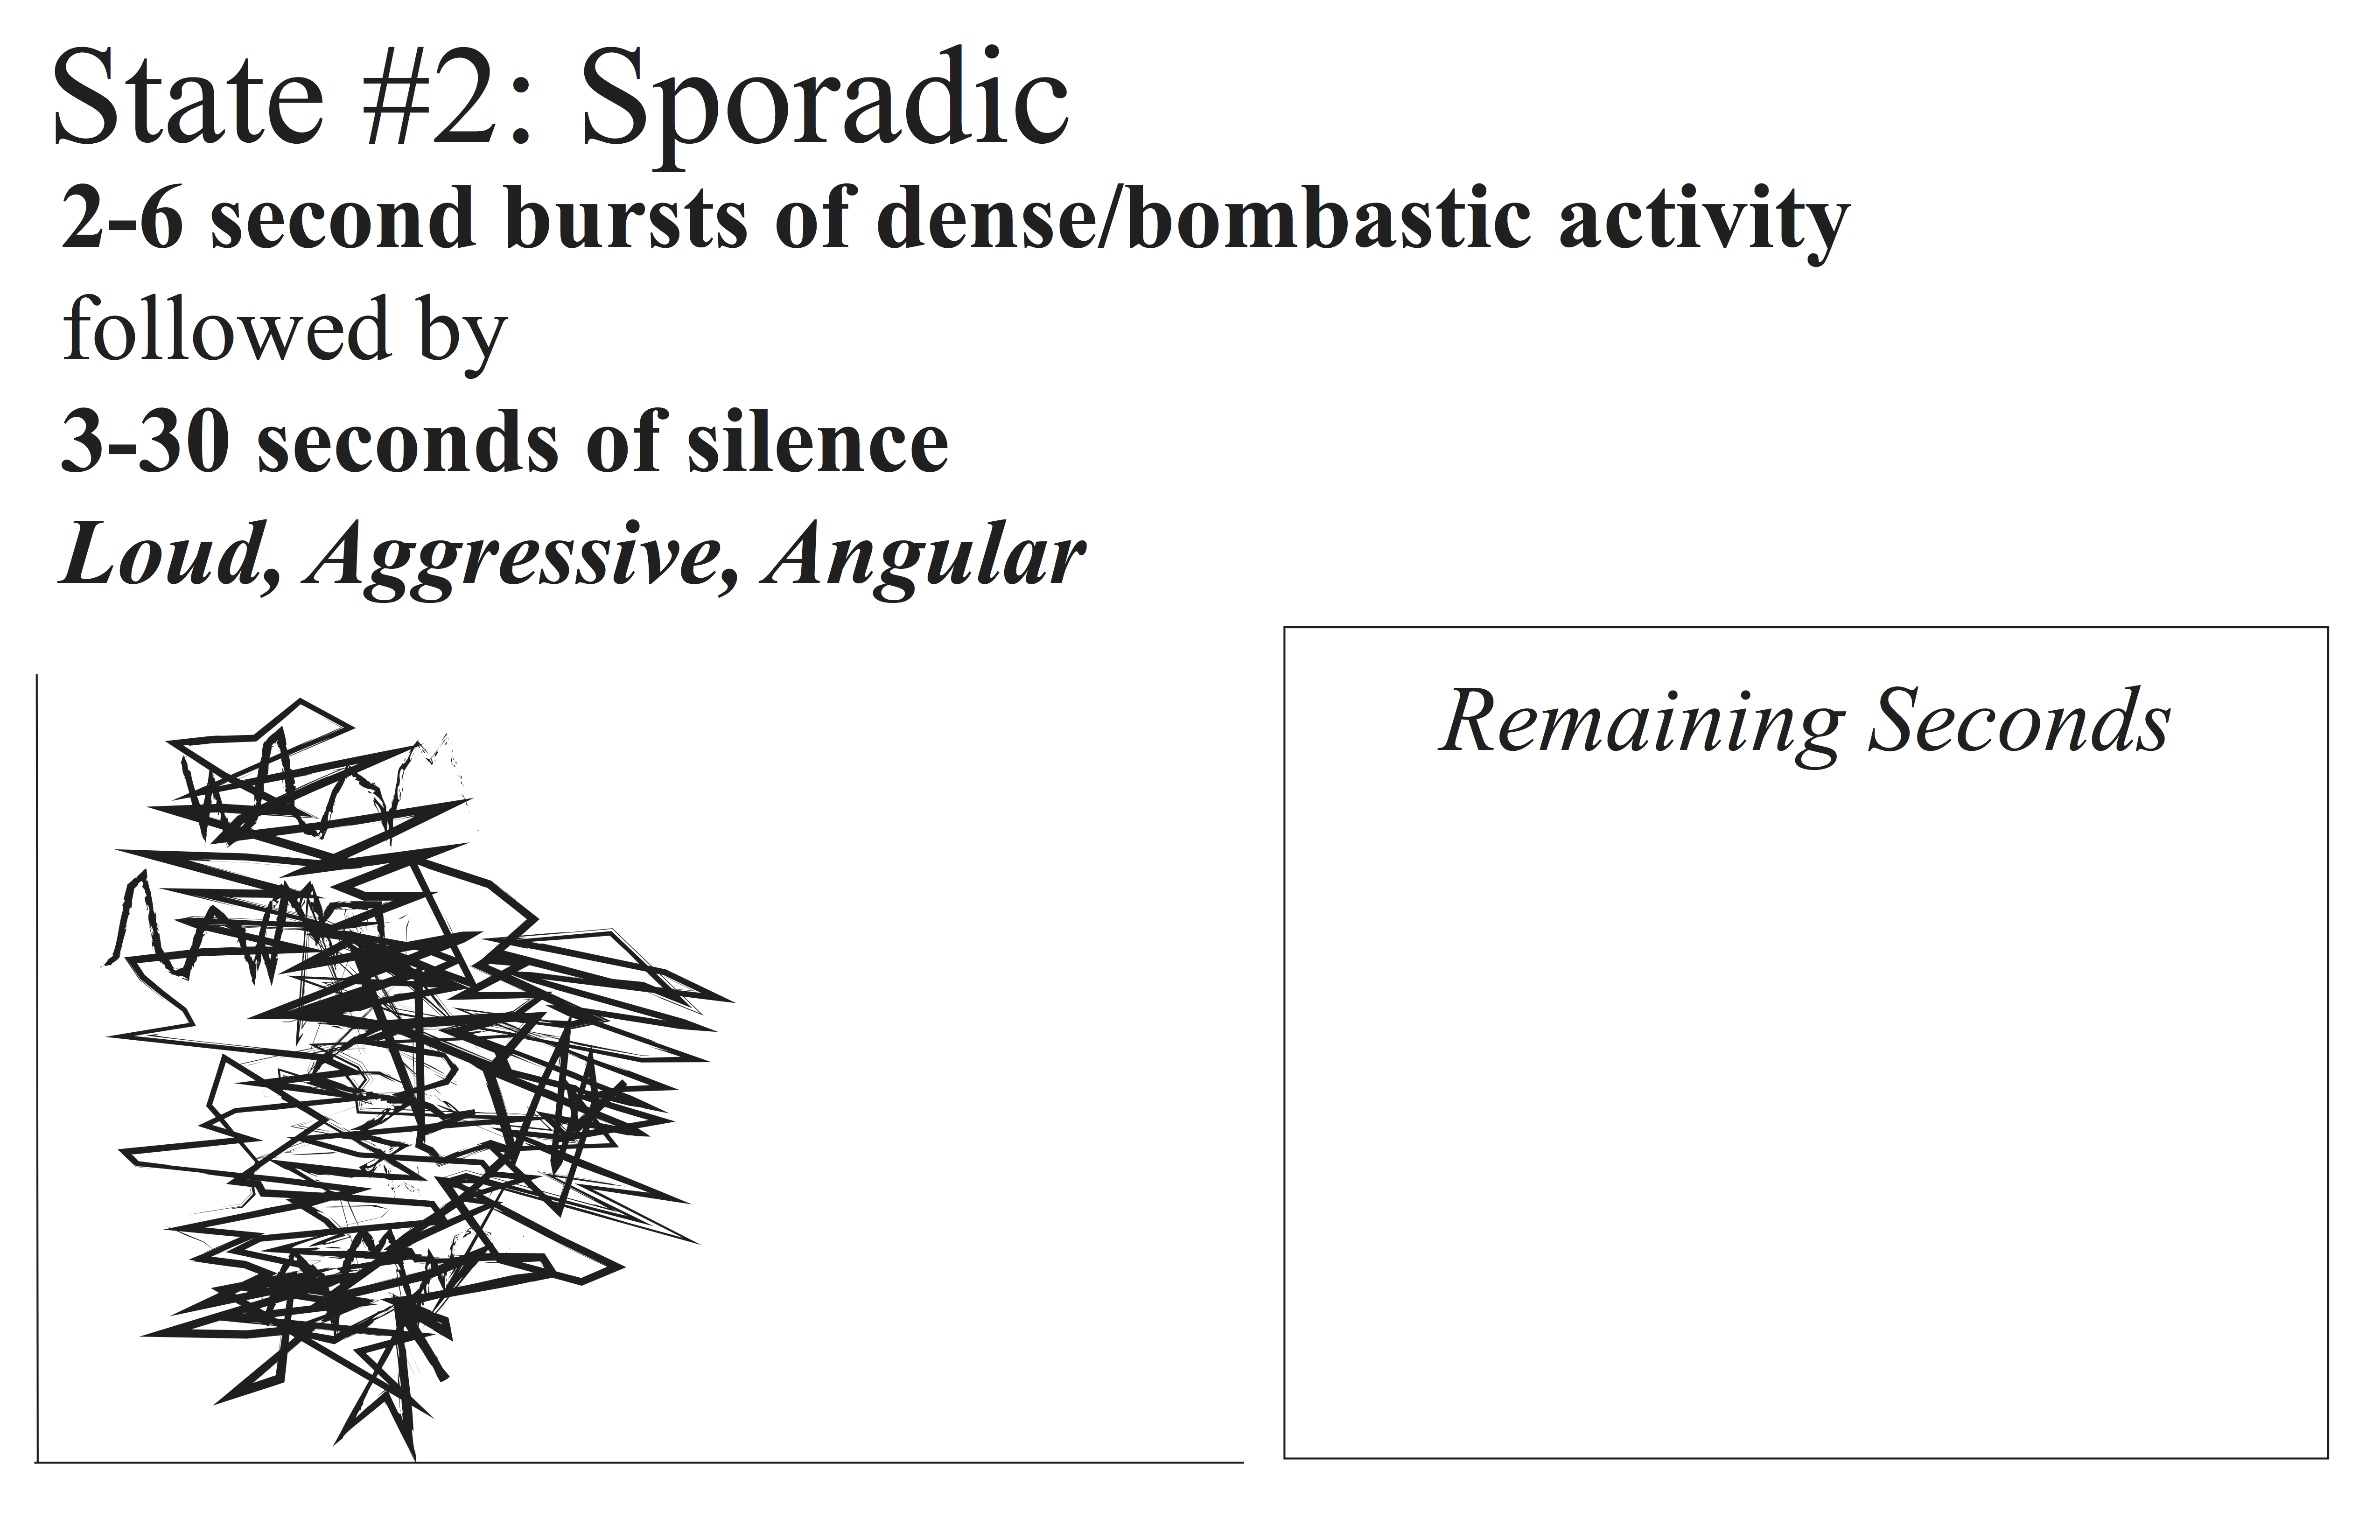 State #2: Sporadic
2-6 second bursts of dense/bombastic activity
followed by
3-30 seconds of silence
Loud, Aggressive, Angular
Remaining Seconds